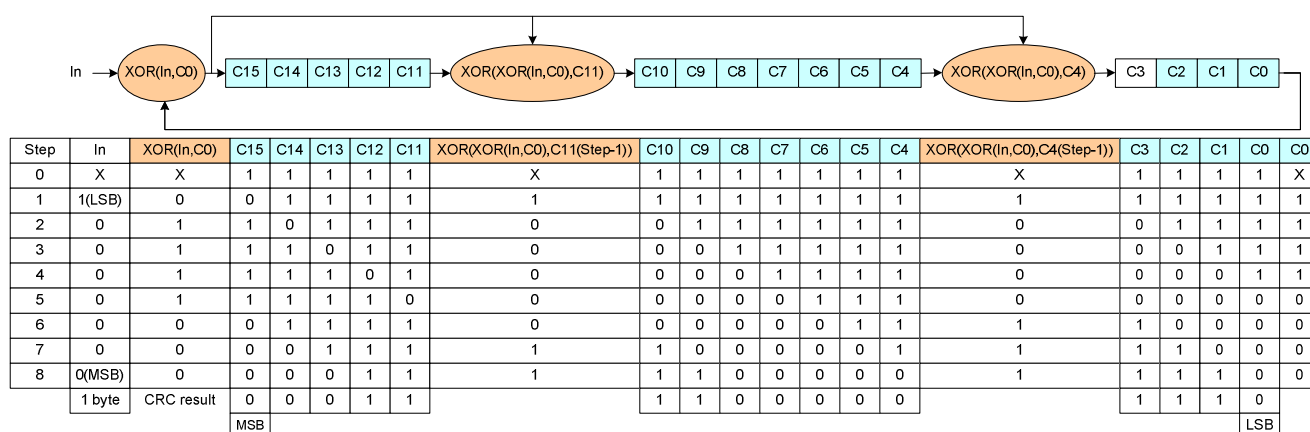 In XOR(In,C0) C15 C14 C13 C12 C11 XOR(XOR(In,C0),C11) C10 C9 C8 C7 C6 C5 C4 XOR(XOR(In,C0),C4) C3 C2 C1 C0
Step In XOR(In,C0) C15 C14 C13 C12 C11 XOR(XOR(In,C0),C11(Step-1)) C10 C9 C8 C7 C6 C5 C4 XOR(XOR(In,C0),C4(Step-1)) C3 C2 C1 C0 C0
0 X X 1 1 1 1 1 X 1 1 1 1 1 1 1 X 1 1 1 1 X
1 1(LSB) 0 0 1 1 1 1 1 1 1 1 1 1 1 1 1 1 1 1 1 1
2 0 1 1 0 1 1 1 0 0 1 1 1 1 1 1 0 0 1 1 1 1
3 0 1 1 1 0 1 1 0 0 0 1 1 1 1 1 0 0 0 1 1 1
4 0 1 1 1 1 0 1 0 0 0 0 1 1 1 1 0 0 0 0 1 1
5 0 1 1 1 1 1 0 0 0 0 0 0 1 1 1 0 0 0 0 0 0
6 0 0 0 1 1 1 1 0 0 0 0 0 0 1 1 1 1 0 0 0 0
7 0 0 0 0 1 1 1 1 1 0 0 0 0 0 1 1 1 1 0 0 0
8 0(MSB) 0 0 0 0 1 1 1 1 1 0 0 0 0 0 1 1 1 1 0 0
1 byte CRC result 0 0 0 1 1 1 1 0 0 0 0 0 1 1 1 0
MSB LSB